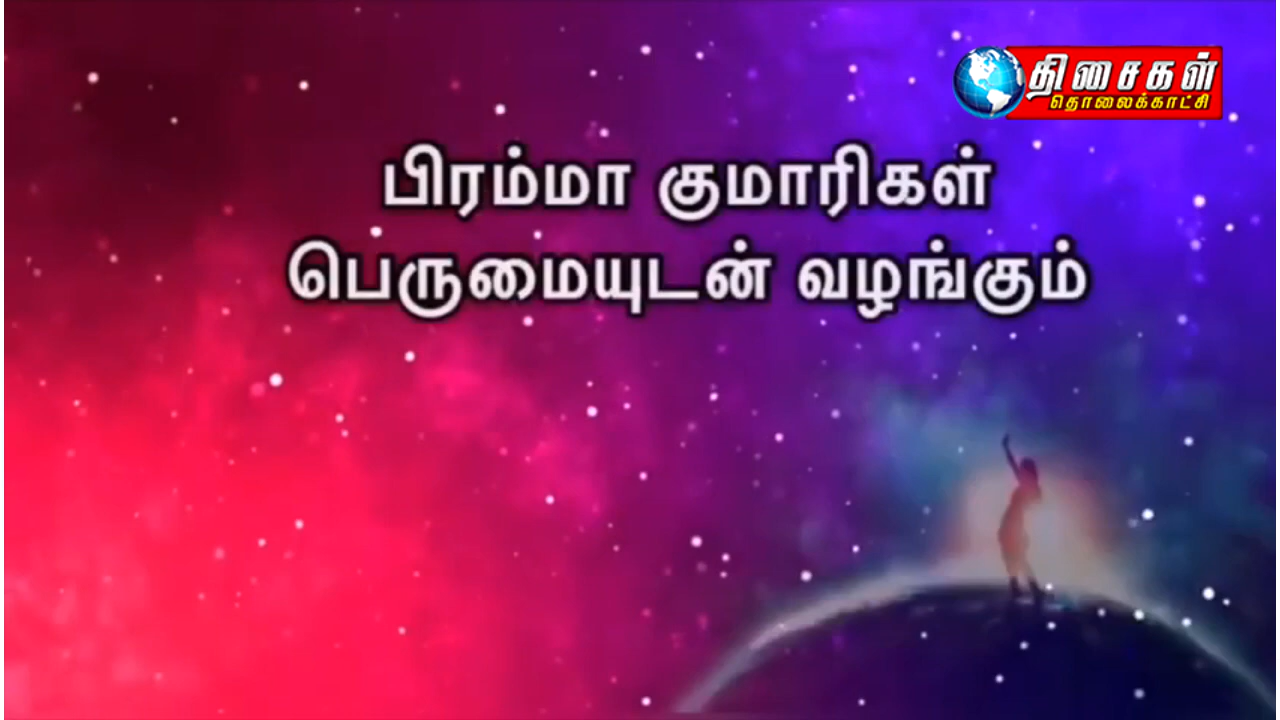 திசைகள்
தொலைக்காட்சி
பிரம்மா குமாரிகள்
பெருமையுடன் வழங்கும்